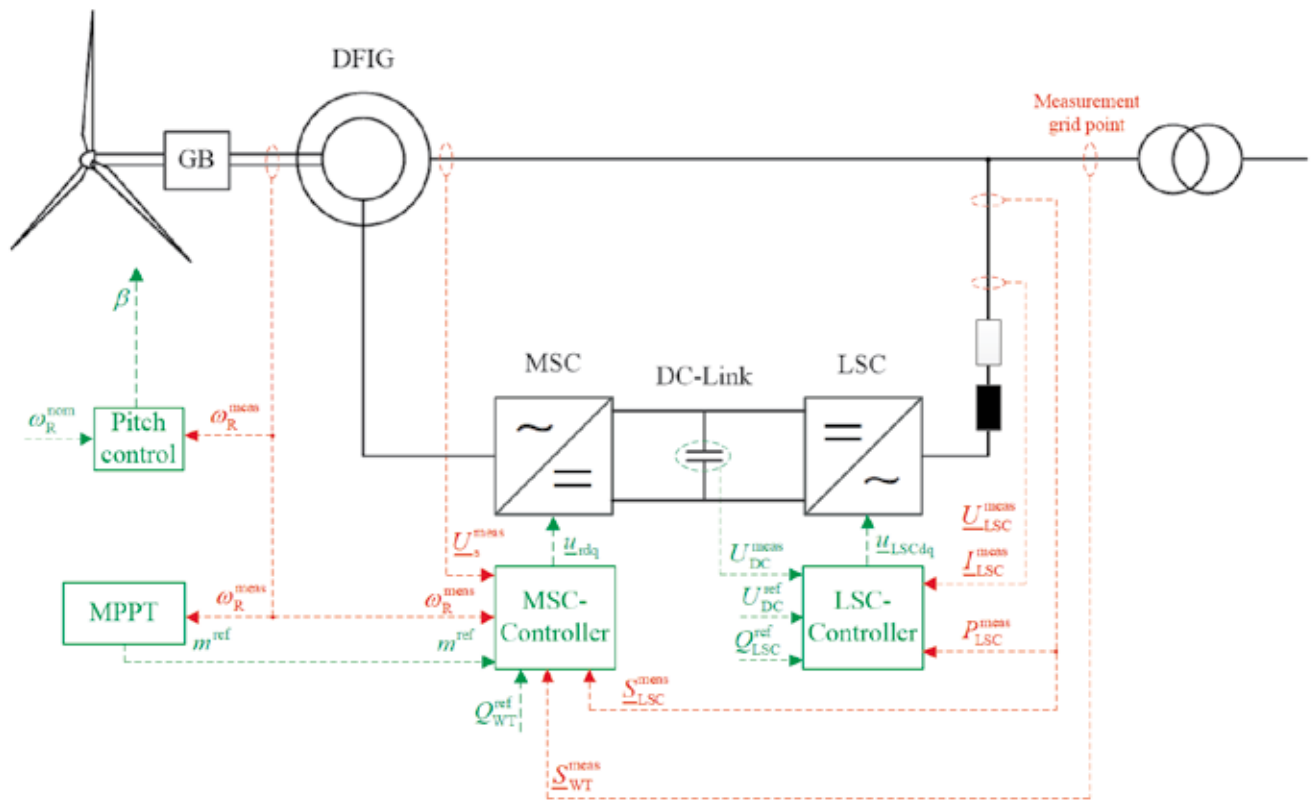 DFIG
Measurement
grid point
GB
β
MSC
DC-Link
LSC
ω_R^nom
Pitch
control
ω_R^meas
~
=
=
~
U_s^meas
u_rdq
U_DC^meas
u_LSCdq
U_LSC^meas
I_LSC^meas
MPPT
ω_R^meas
ω_R^meas
MSC-
Controller
U_DC^ref
LSC-
Controller
m^ref
m^ref
Q_LSC^ref
P_LSC^meas
Q_WT^ref
S_LSC^meas
S_WT^meas